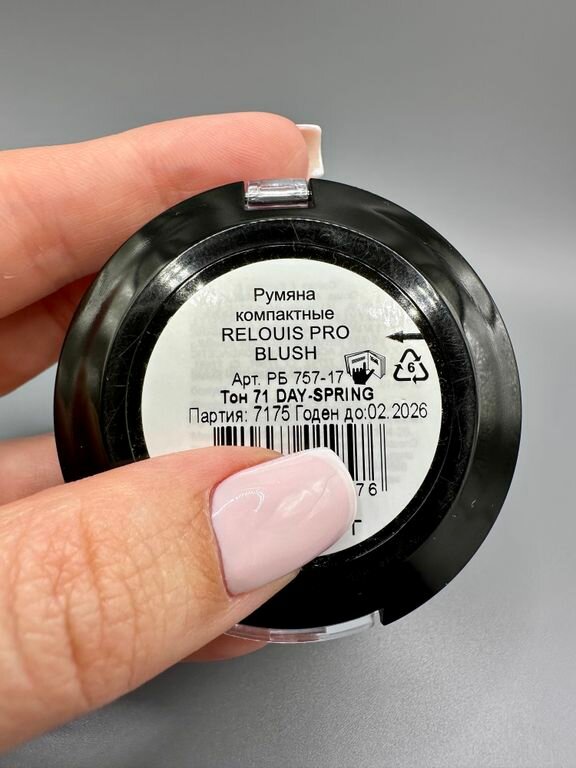 Румяна
компактные
RELOUIS PRO
BLUSH
Арт. РБ 757-17
6
Тон 71 DAY-SPRING
Партия: 7175 Годен до:02.2026
76
Г